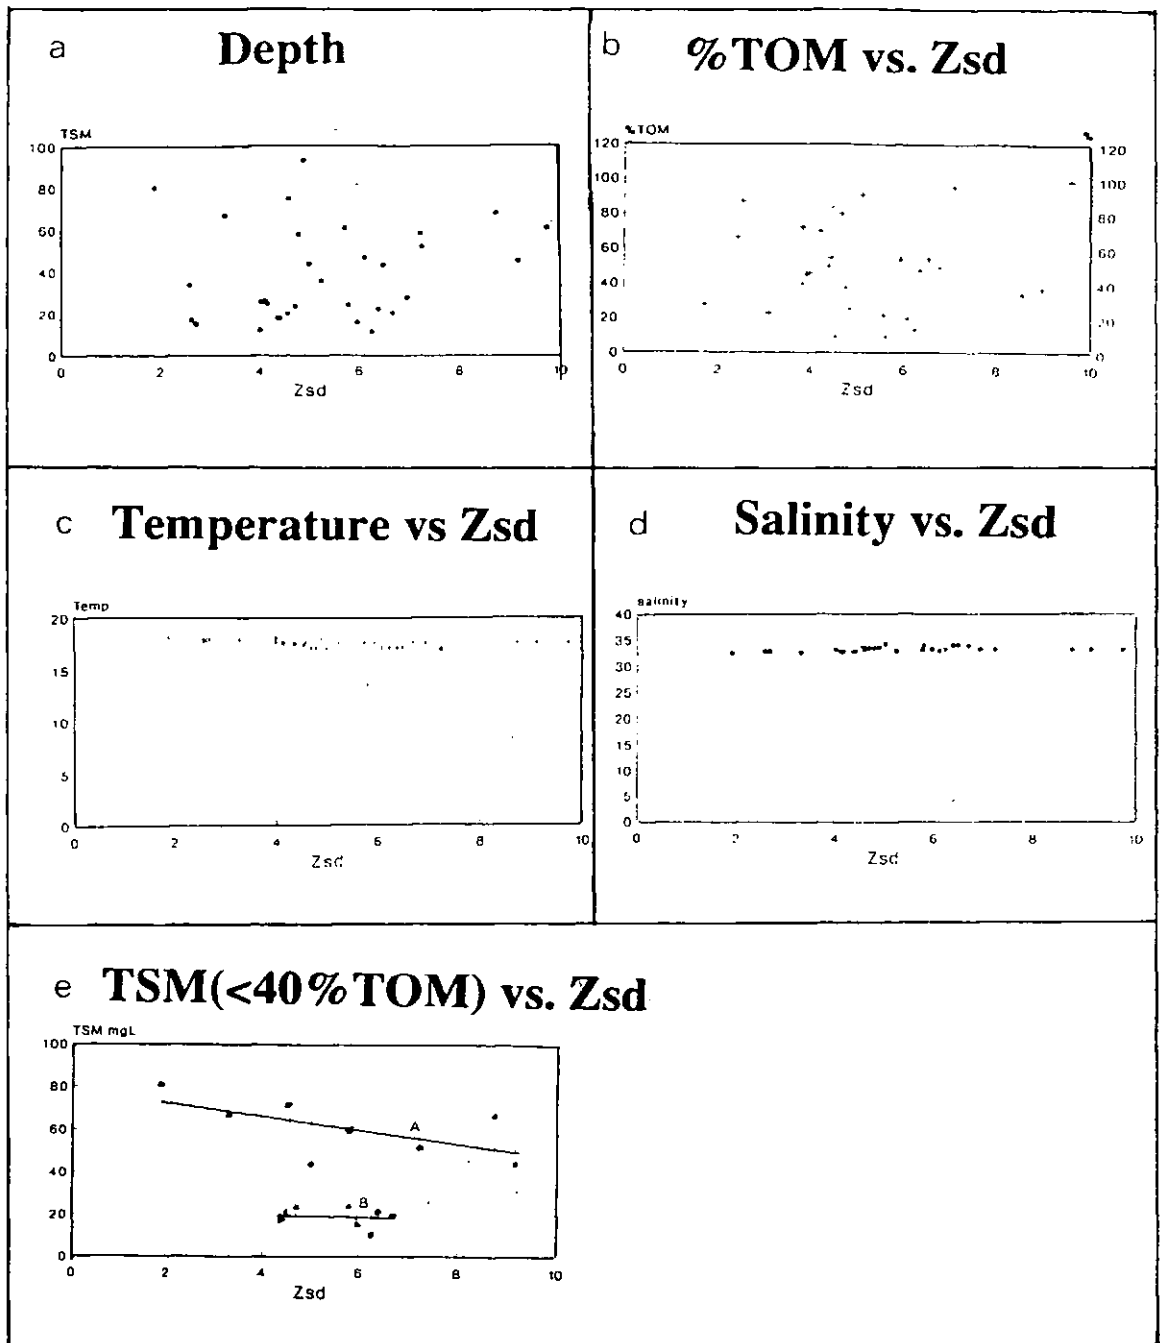 a Depth
TSM
100
80
60
40
20
0
0 2 4 6 8 10
Zsd
b %TOM vs. Zsd
%TOM
120 120
100 100
80 80
60 60
40 40
20 20
0 0
0 2 4 6 8 10
Zsd
c Temperature vs Zsd
Temp
20
15
10
5
0
0 2 4 6 8 10
Zsd
d Salinity vs. Zsd
salinity
40
35
30
25
20
15
10
5
0
0 2 4 6 8 10
Zsd
e TSM(<40%TOM) vs. Zsd
TSM mgL
100
80
60
40
20
0
A
B
0 2 4 6 8 10
Zsd